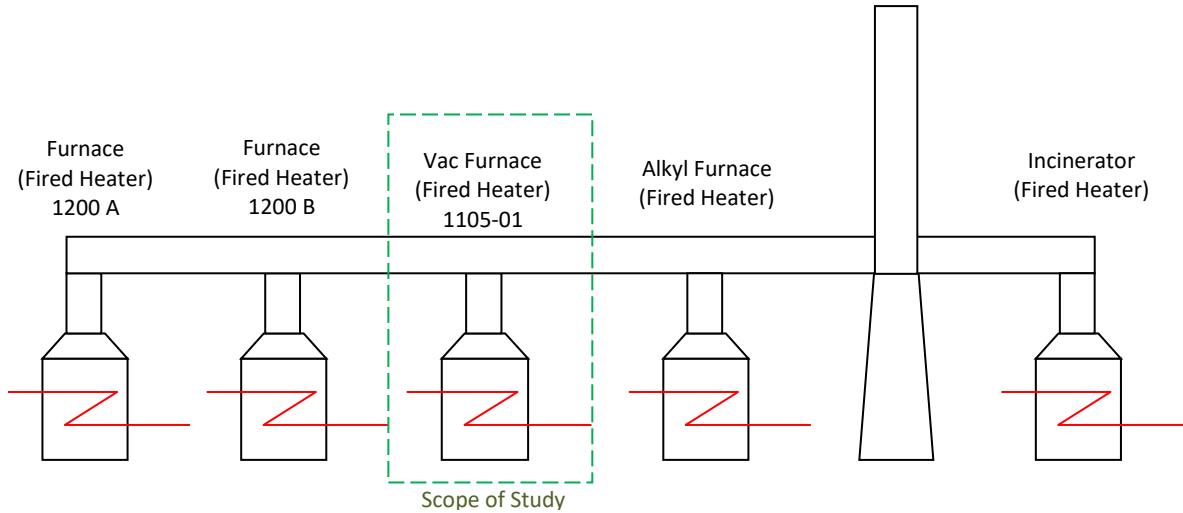 Furnace
(Fired Heater)
1200 A
Furnace
(Fired Heater)
1200 B
Vac Furnace
(Fired Heater)
1105-01
Alkyl Furnace
(Fired Heater)
Incinerator
(Fired Heater)
Scope of Study